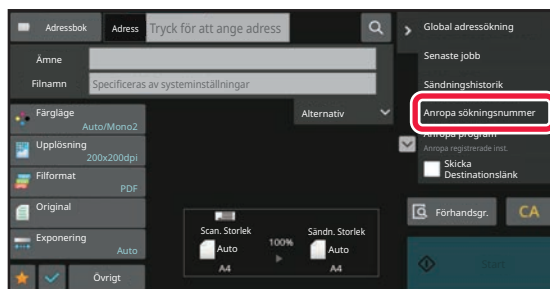 Adressbok
Adress
Tryck för att ange adress
Ämne
Filnamn
Specificeras av systeminställningar
Färgläge
Auto/Mono2
Upplösning
200x200dpi
Filformat
PDF
Original
Exponering
Auto
Övrigt
Alternativ
Scan. Storlek
Auto
A4
100%
Sändn. Storlek
Auto
A4
Global adressökning
Senaste jobb
Sändningshistorik
Anropa sökningsnummer
Anropa program
Anropa registrerade inst.
Skicka
Destinationslänk
Förhandsgr.
CA
Start